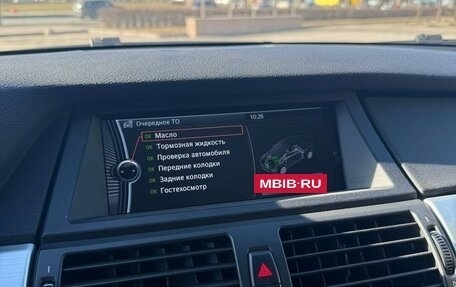 Очередное ТО
10:28
OK Масло
OK Тормозная жидкость
OK Проверка автомобиля
OK Передние колодки
OK Задние колодки
OK Гостехосмотр
MBIB·RU